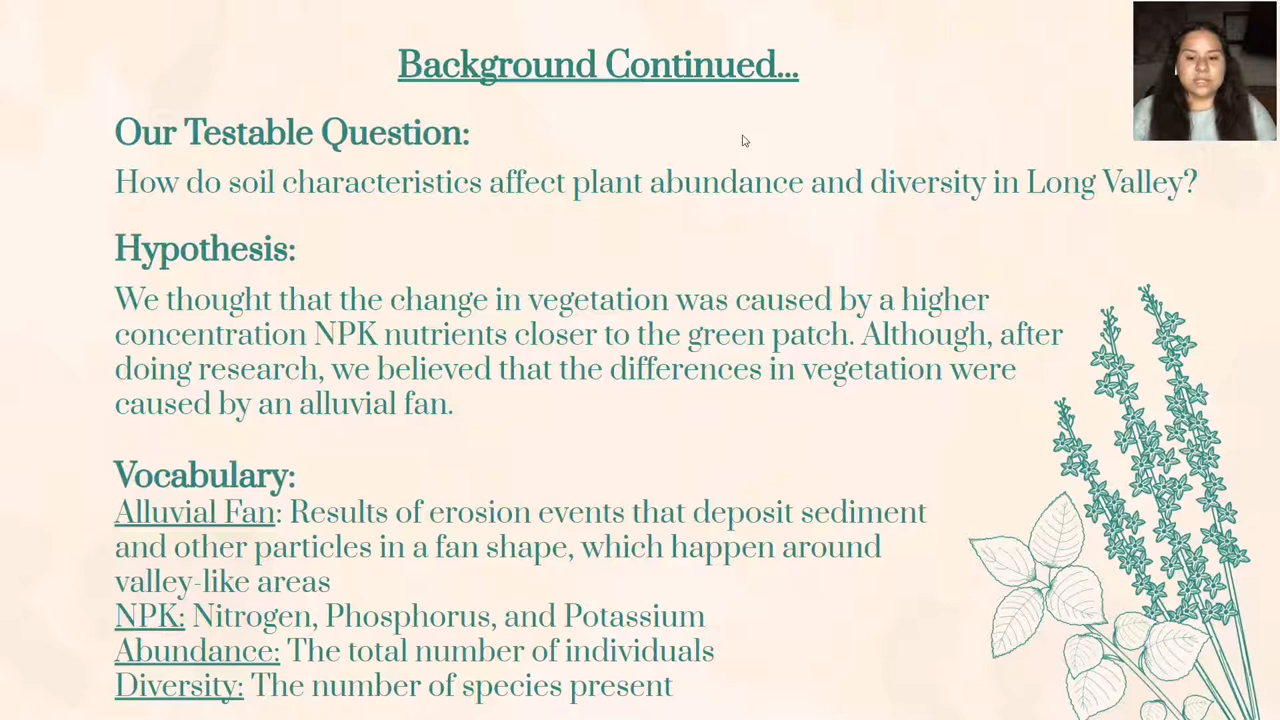 Background Continued...
Our Testable Question:
How do soil characteristics affect plant abundance and diversity in Long Valley?
Hypothesis:
We thought that the change in vegetation was caused by a higher
concentration NPK nutrients closer to the green patch. Although, after
doing research, we believed that the differences in vegetation were
caused by an alluvial fan.
Vocabulary:
Alluvial Fan: Results of erosion events that deposit sediment
and other particles in a fan shape, which happen around
valley-like areas
NPK: Nitrogen, Phosphorus, and Potassium
Abundance: The total number of individuals
Diversity: The number of species present